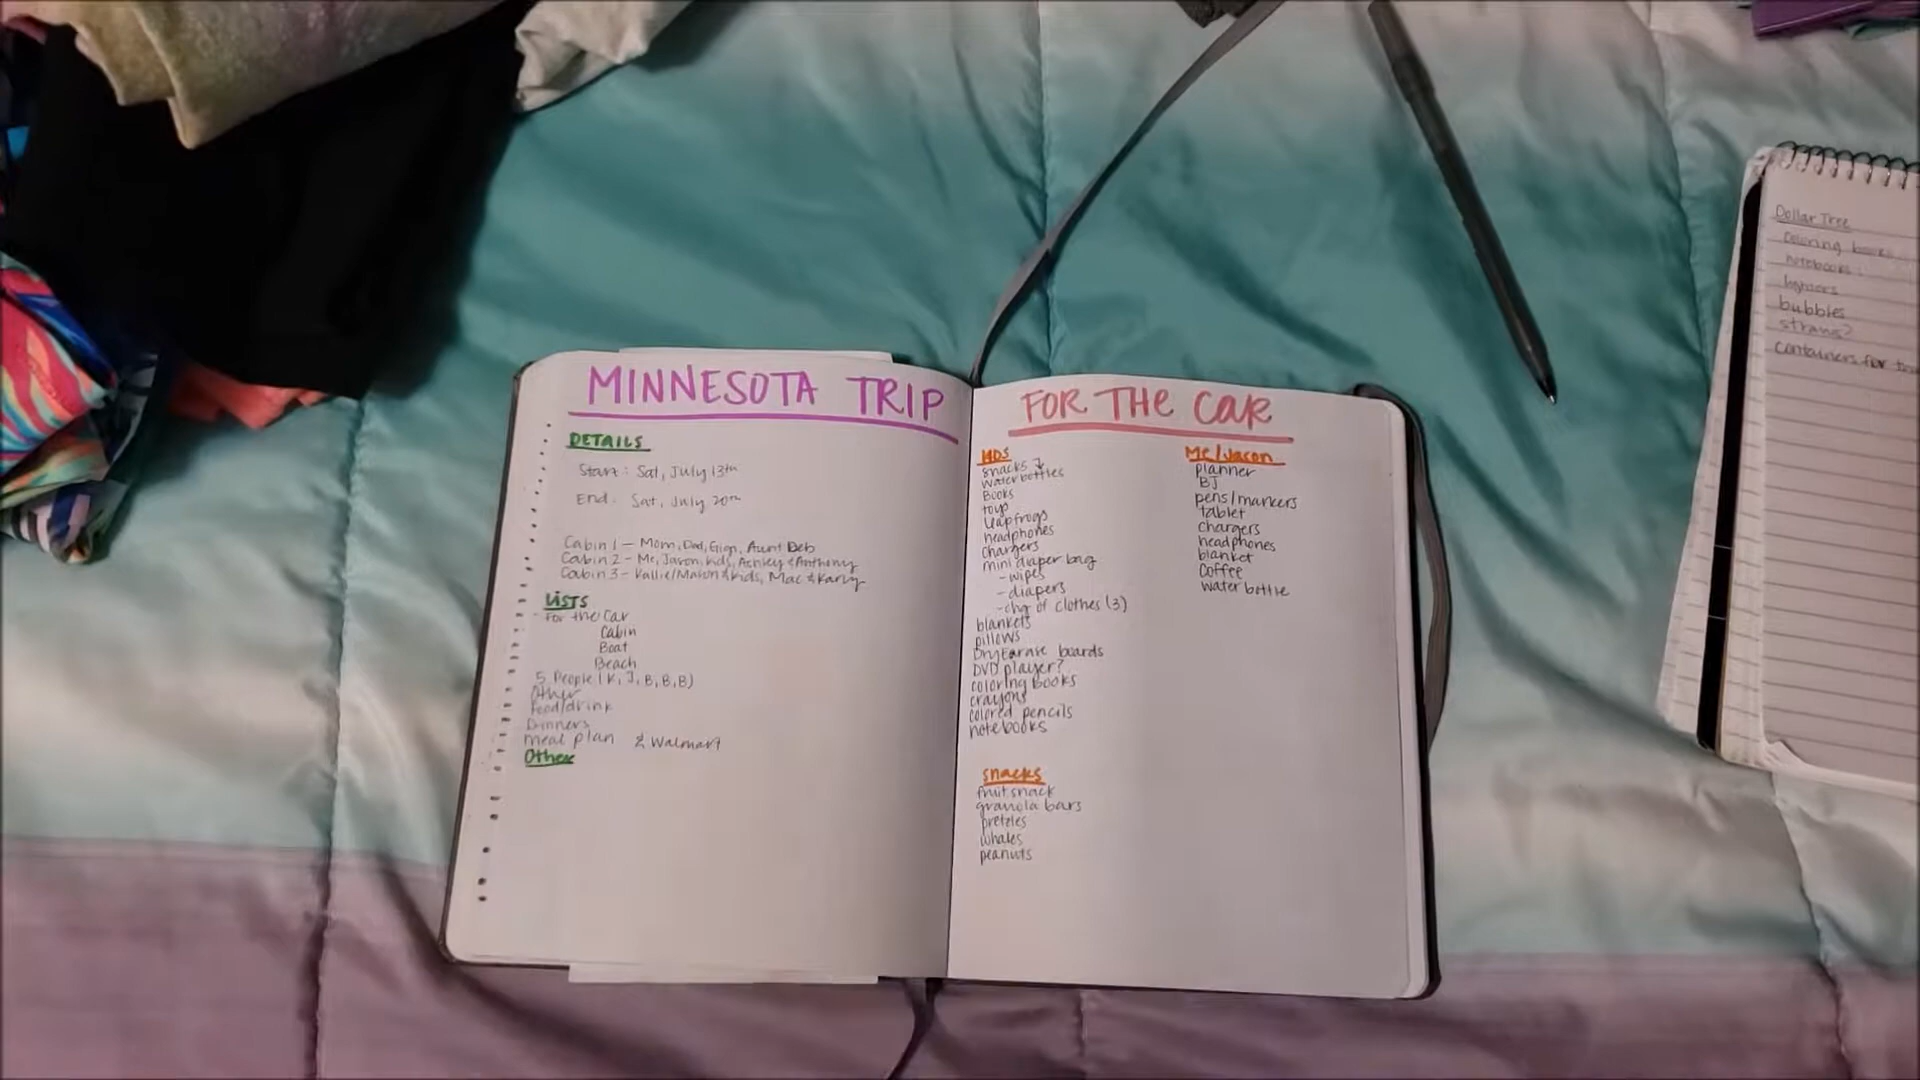 MINNESOTA TRIP
DETAILS
Start: Sat, July 13th
End: Sat, July 20th
Cabin 1 - Mom, Dad, Gign, Aunt Deb
Cabin 2 - Me, Jason, kids, Ashley & Anthony
Cabin 3 - Kallie/Mason & kids, Mac & Karly
LISTS
For the Car
Cabin
Boat
Beach
5 People (K, J, B, B, B)
Other
Food/drink
Dinners
meal plan & Walmart
Other
FOR THE CAR
KIDS
snacks
water bottles
Books
toys
leapfrogs
headphones
chargers
mini diaper bag
- wipes
- diapers
- chg of clothes (3)
blankets
pillows
Dry Erase boards
DVD player?
coloring books
crayons
colored pencils
notebooks
snacks
fruit snack
granola bars
pretzles
whales
peanuts
Me/Jason
planner
BJ
pens/markers
tablet
chargers
headphones
blanket
Coffee
water bottle
Dollar Tree
coloring books
notebooks
bubbles
straws?
containers for